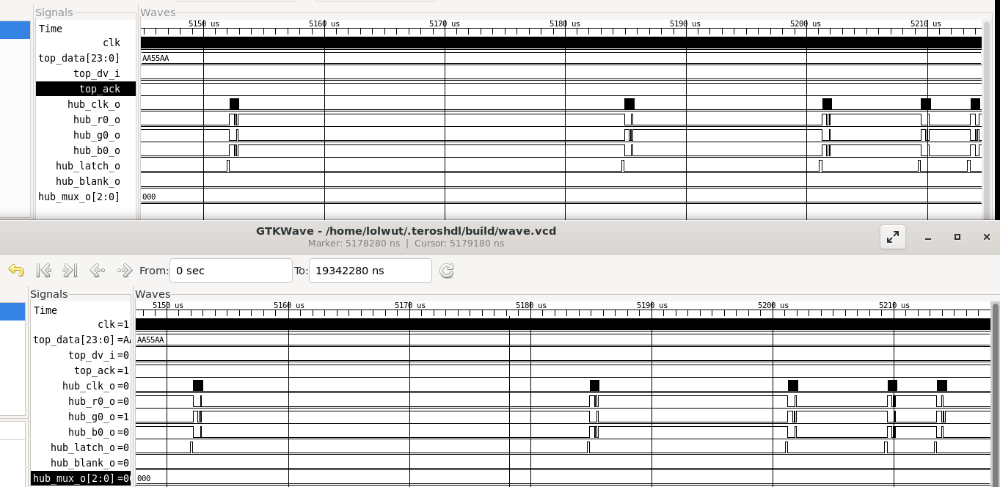 Signals Waves
Time 5150 us 5160 us 5170 us 5180 us 5190 us 5200 us 5210 us
clk
top_data[23:0] AA55AA
top_dv_i
top_ack
hub_clk_o
hub_r0_o
hub_g0_o
hub_b0_o
hub_latch_o
hub_blank_o
hub_mux_o[2:0] 000
GTKWave - /home/lolwut/.teroshdl/build/wave.vcd
Marker: 5178280 ns | Cursor: 5179180 ns
From: 0 sec To: 19342280 ns
Signals Waves
Time 5150 us 5160 us 5170 us 5180 us 5190 us 5200 us 5210 us
clk =1
top_data[23:0] =AA AA55AA
top_dv_i =0
top_ack =1
hub_clk_o =0
hub_r0_o =0
hub_g0_o =1
hub_b0_o =0
hub_latch_o =0
hub_blank_o =0
hub_mux_o[2:0] =00 000